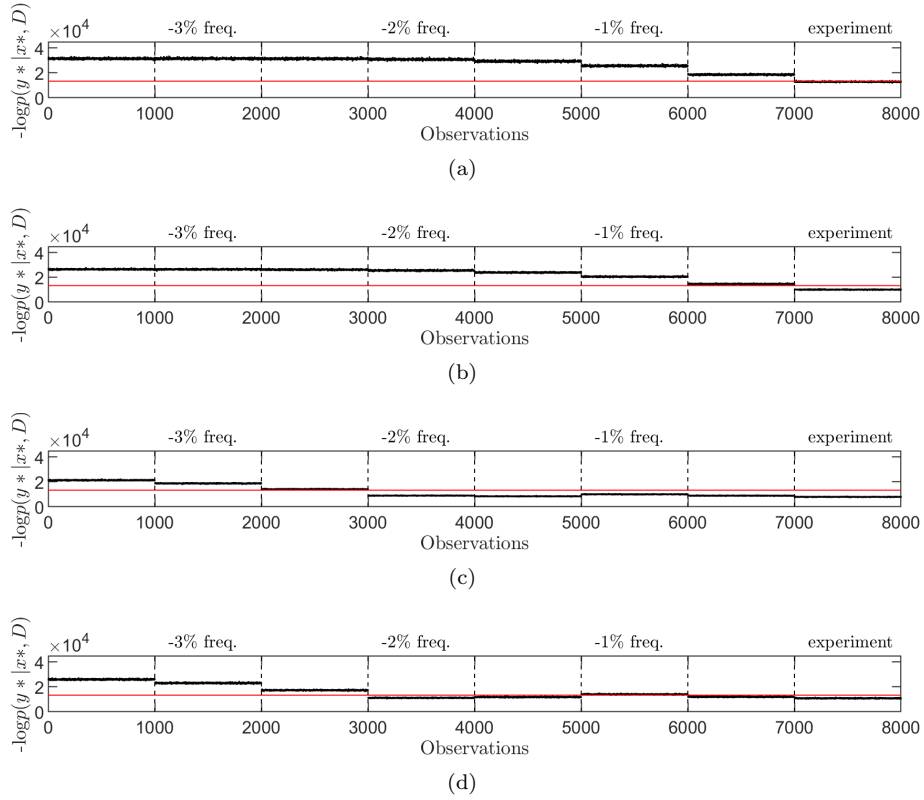 ×10⁴ -3% freq. -2% freq. -1% freq. experiment
4
2
0
-logp(y * |x*, D)
0 1000 2000 3000 4000 5000 6000 7000 8000
Observations
(a)
×10⁴ -3% freq. -2% freq. -1% freq. experiment
4
2
0
-logp(y * |x*, D)
0 1000 2000 3000 4000 5000 6000 7000 8000
Observations
(b)
×10⁴ -3% freq. -2% freq. -1% freq. experiment
4
2
0
-logp(y * |x*, D)
0 1000 2000 3000 4000 5000 6000 7000 8000
Observations
(c)
×10⁴ -3% freq. -2% freq. -1% freq. experiment
4
2
0
-logp(y * |x*, D)
0 1000 2000 3000 4000 5000 6000 7000 8000
Observations
(d)